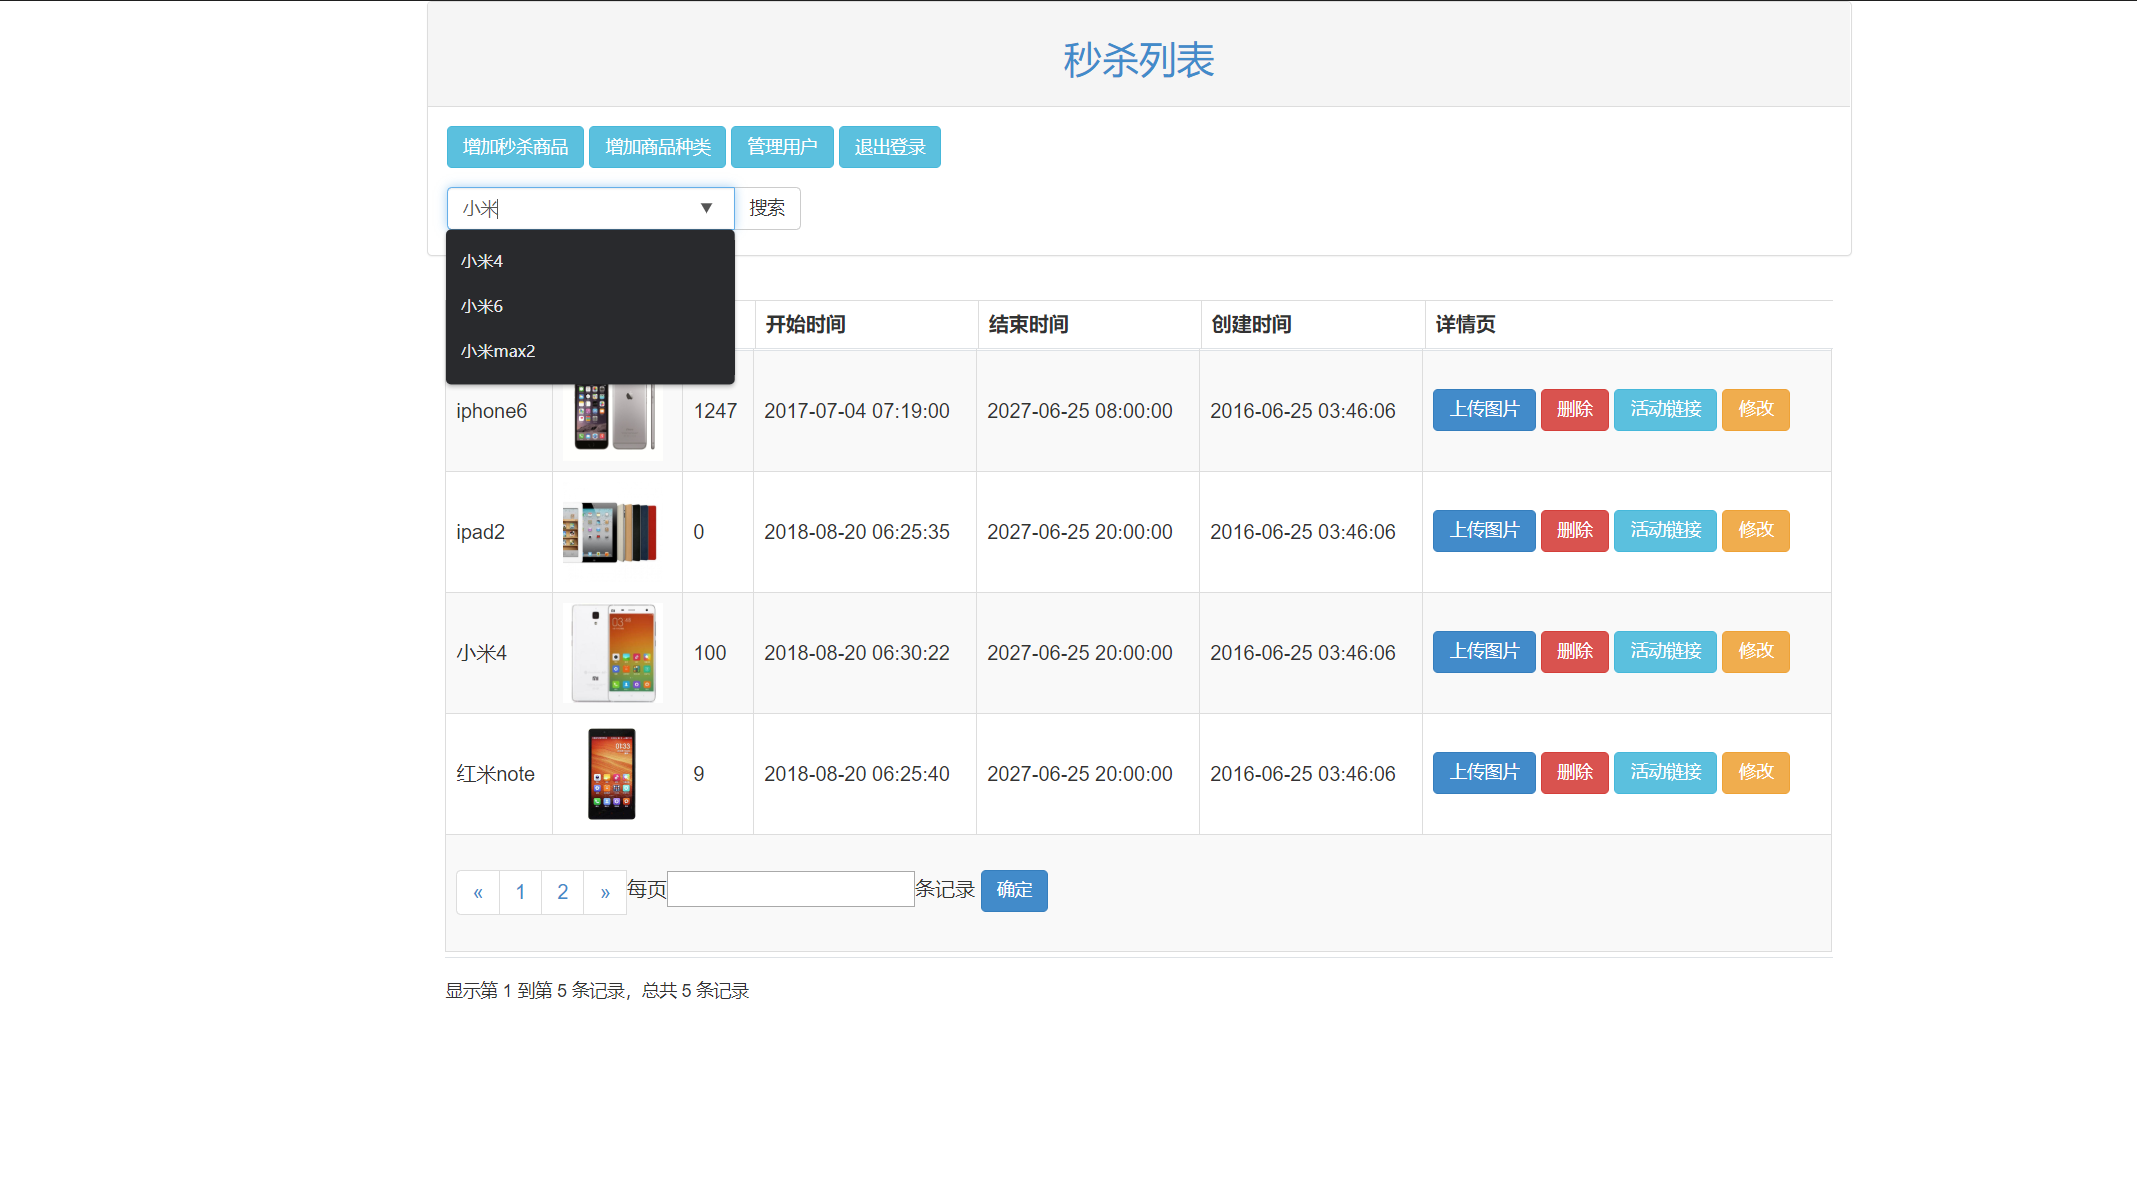 秒杀列表
增加秒杀商品 增加商品种类 管理用户 退出登录
小米 搜索
小米4
小米6
小米max2
开始时间 结束时间 创建时间 详情页
iphone6 1247 2017-07-04 07:19:00 2027-06-25 08:00:00 2016-06-25 03:46:06 上传图片 删除 活动链接 修改
ipad2 0 2018-08-20 06:25:35 2027-06-25 20:00:00 2016-06-25 03:46:06 上传图片 删除 活动链接 修改
小米4 100 2018-08-20 06:30:22 2027-06-25 20:00:00 2016-06-25 03:46:06 上传图片 删除 活动链接 修改
红米note 9 2018-08-20 06:25:40 2027-06-25 20:00:00 2016-06-25 03:46:06 上传图片 删除 活动链接 修改
« 1 2 » 每页 条记录 确定
显示第 1 到第 5 条记录，总共 5 条记录